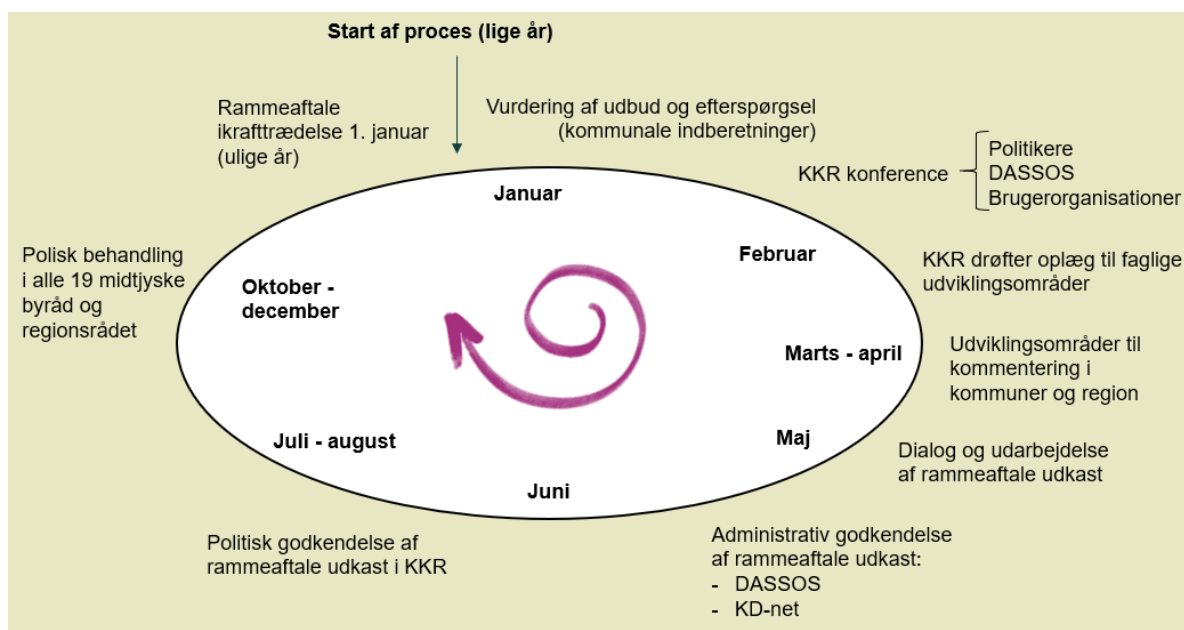 Start af proces (lige år)
Rammeaftale
ikrafttrædelse 1. januar
(ulige år)
Vurdering af udbud og efterspørgsel
(kommunale indberetninger)
KKR konference
Politikere
DASSOS
Brugerorganisationer
Januar
Februar
KKR drøfter oplæg til faglige
udviklingsområder
Marts - april
Udviklingsområder til
kommentering i
kommuner og region
Maj
Dialog og udarbejdelse
af rammeaftale udkast
Juni
Administrativ godkendelse
af rammeaftale udkast:
- DASSOS
- KD-net
Juli - august
Politisk godkendelse af
rammeaftale udkast i KKR
Oktober -
december
Polisk behandling
i alle 19 midtjyske
byråd og
regionsrådet